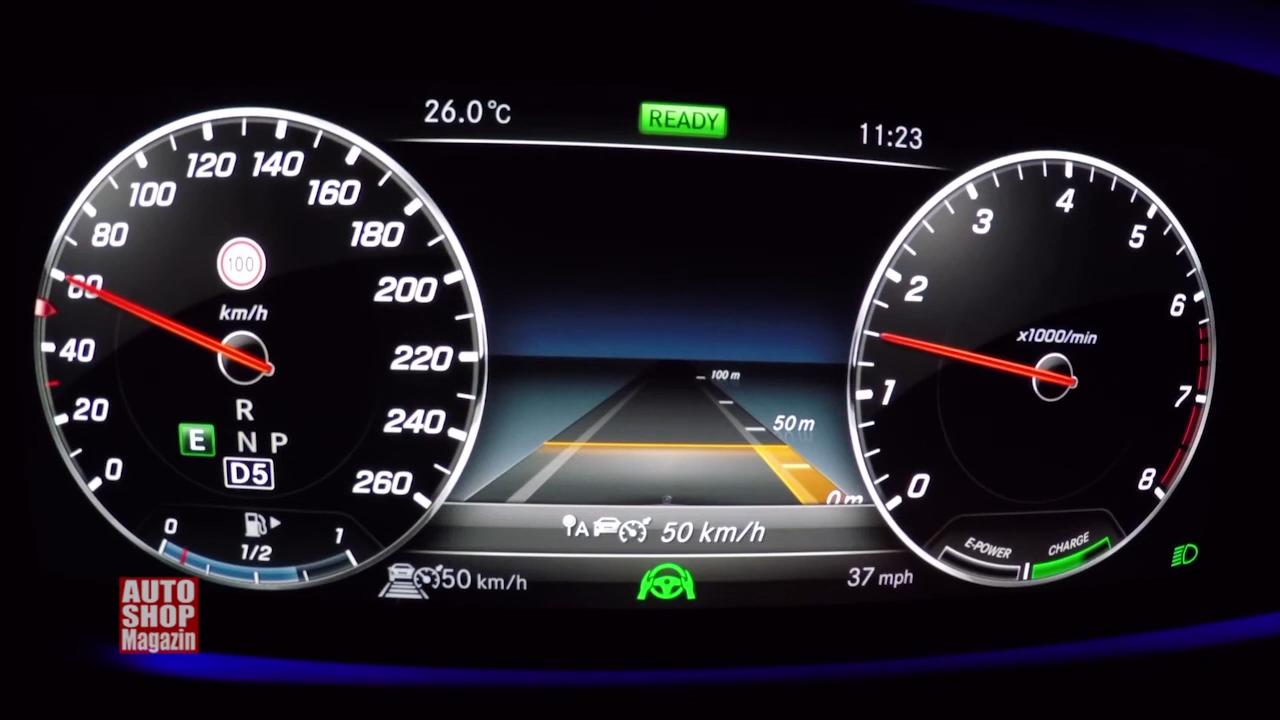 26.0°C
READY
11:23
0
20
40
60
80
100
120
140
160
180
200
220
240
260
100
km/h
R
E
N P
D5
0
1/2
1
100 m
50 m
0 m
A
50 km/h
50 km/h
37 mph
0
1
2
3
4
5
6
7
8
x1000/min
E-POWER
CHARGE
AUTO
SHOP
Magazin